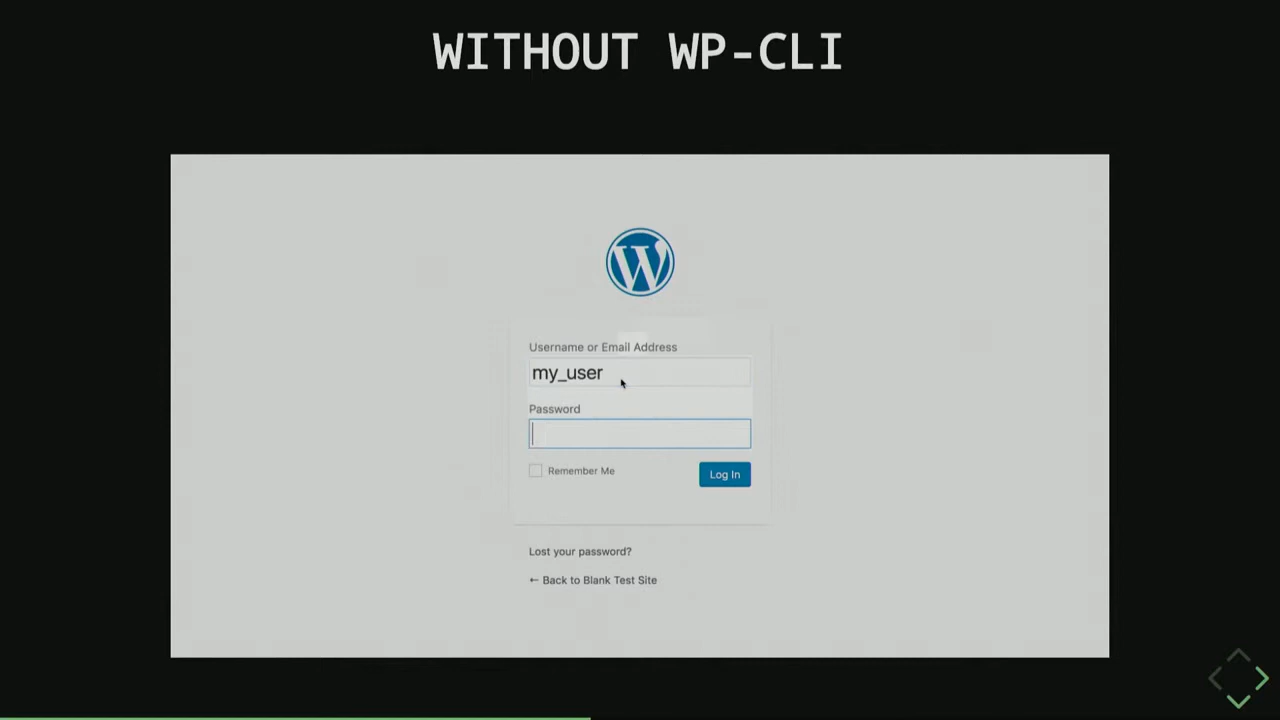 WITHOUT WP-CLI
Username or Email Address
my_user
Password
Remember Me
Log In
Lost your password?
← Back to Blank Test Site